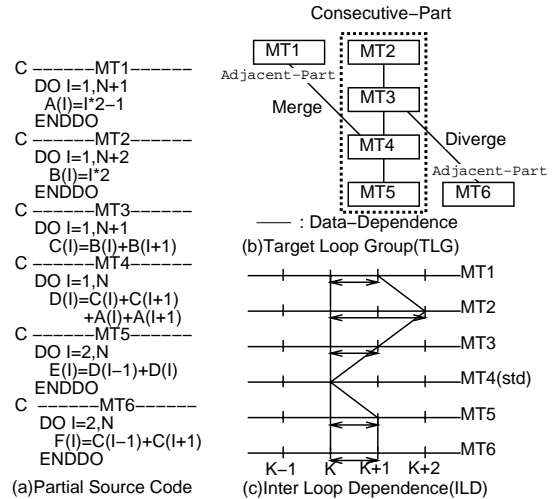 C ------MT1------
DO I=1,N+1
A(I)=I*2-1
ENDDO
C ------MT2------
DO I=1,N+2
B(I)=I*2
ENDDO
C ------MT3------
DO I=1,N+1
C(I)=B(I)+B(I+1)
C ------MT4------
DO I=1,N
D(I)=C(I)+C(I+1)
+A(I)+A(I+1)
C ------MT5------
DO I=2,N
E(I)=D(I-1)+D(I)
ENDDO
C ------MT6------
DO I=2,N
F(I)=C(I-1)+C(I+1)
ENDDO
(a)Partial Source Code
Consecutive-Part
MT1
MT2
Adjacent-Part
MT3
Merge
Diverge
MT4
Adjacent-Part
MT5
MT6
—— : Data-Dependence
(b)Target Loop Group(TLG)
MT1
MT2
MT3
MT4(std)
MT5
MT6
K-1 K K+1 K+2
(c)Inter Loop Dependence(ILD)